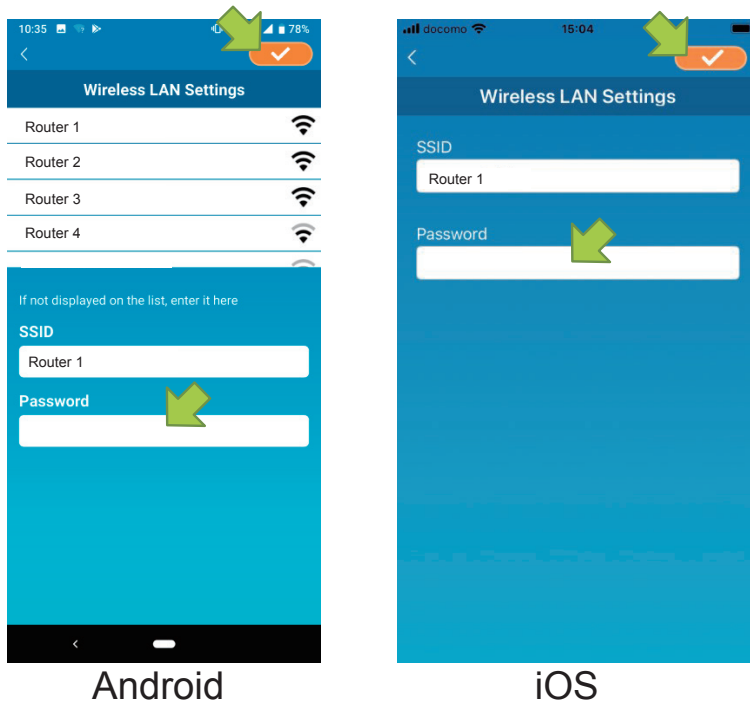 10:35
78%
Wireless LAN Settings
Router 1
Router 2
Router 3
Router 4
If not displayed on the list, enter it here
SSID
Router 1
Password
Android
docomo
15:04
Wireless LAN Settings
SSID
Router 1
Password
iOS